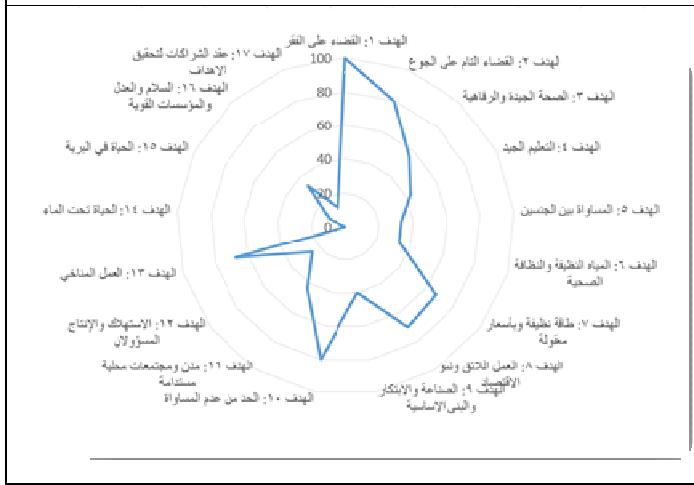 الهدف ١: القضاء على الفقر
الهدف ٢: القضاء التام على الجوع
الهدف ٣: الصحة الجيدة والرفاهية
الهدف ٤: التعليم الجيد
الهدف ٥: المساواة بين الجنسين
الهدف ٦: المياه النظيفة والنظافة
الصحية
الهدف ٧: طاقة نظيفة وبأسعار
معقولة
الهدف ٨: العمل اللائق ونمو
الاقتصاد
الهدف ٩: الصناعة والابتكار
والبنى الاساسية
الهدف ١٠: الحد من عدم المساواة
الهدف ١١: مدن ومجتمعات محلية
مستدامة
الهدف ١٢: الاستهلاك والإنتاج
المسؤولان
الهدف ١٣: العمل المناخي
الهدف ١٤: الحياة تحت الماء
الهدف ١٥: الحياة في البرية
الهدف ١٦: السلام والعدل
والمؤسسات القوية
الهدف ١٧: عقد الشراكات لتحقيق
الاهداف
100
80
60
40
20
0